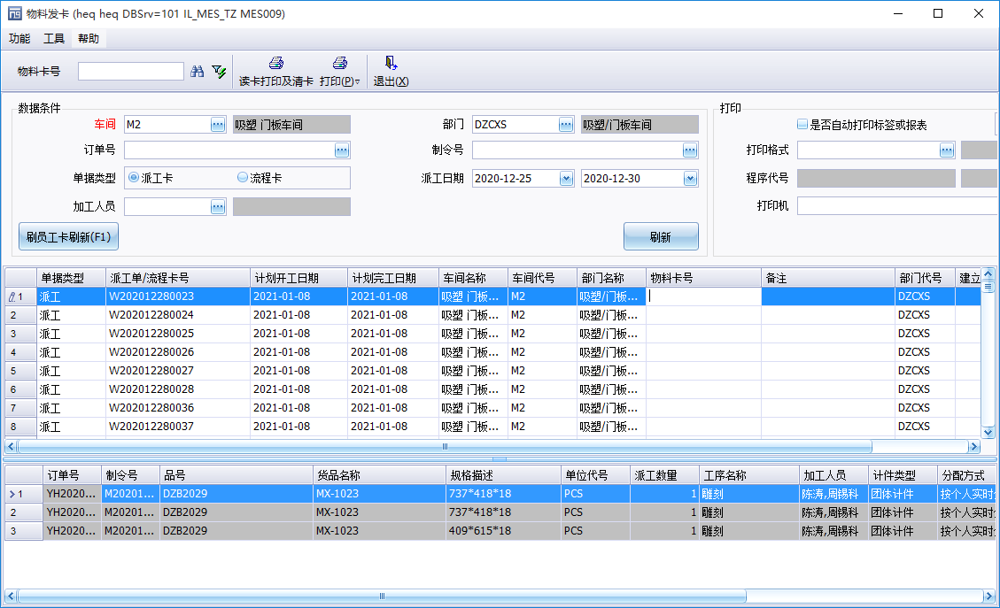 物料发卡 (heq heq DBSrv=101 IL_MES_TZ MES009)
功能 工具 帮助
物料卡号 读卡打印及清卡 打印(P) 退出(X)
数据条件 打印
车间 M2 吸塑 门板车间 部门 DZCXS 吸塑/门板车间 是否自动打印标签或报表
订单号 制令号 打印格式
单据类型 派工卡 流程卡 派工日期 2020-12-25 2020-12-30 程序代号
加工人员 打印机
刷员工卡刷新(F1) 刷新
单据类型 派工单/流程卡号 计划开工日期 计划完工日期 车间名称 车间代号 部门名称 物料卡号 备注 部门代号 建立
1 派工 W202012280023 2021-01-08 2021-01-08 吸塑 门板... M2 吸塑/门板... DZCXS
2 派工 W202012280024 2021-01-08 2021-01-08 吸塑 门板... M2 吸塑/门板... DZCXS
3 派工 W202012280025 2021-01-08 2021-01-08 吸塑 门板... M2 吸塑/门板... DZCXS
4 派工 W202012280026 2021-01-08 2021-01-08 吸塑 门板... M2 吸塑/门板... DZCXS
5 派工 W202012280027 2021-01-08 2021-01-08 吸塑 门板... M2 吸塑/门板... DZCXS
6 派工 W202012280028 2021-01-08 2021-01-08 吸塑 门板... M2 吸塑/门板... DZCXS
7 派工 W202012280036 2021-01-08 2021-01-08 吸塑 门板... M2 吸塑/门板... DZCXS
8 派工 W202012280037 2021-01-08 2021-01-08 吸塑 门板... M2 吸塑/门板... DZCXS
订单号 制令号 品号 货品名称 规格描述 单位代号 派工数量 工序名称 加工人员 计件类型 分配方式
1 YH2020... M20201... DZB2029 MX-1023 737*418*18 PCS 1 雕刻 陈涛,周锡科 团体计件 按个人实时
2 YH2020... M20201... DZB2029 MX-1023 737*418*18 PCS 1 雕刻 陈涛,周锡科 团体计件 按个人实时
3 YH2020... M20201... DZB2029 MX-1023 409*615*18 PCS 1 雕刻 陈涛,周锡科 团体计件 按个人实时